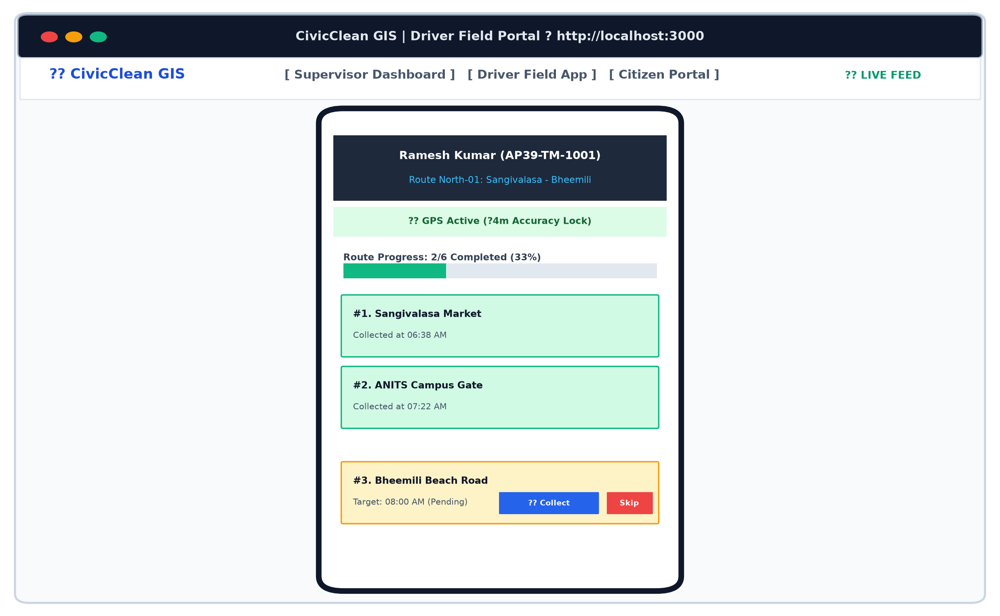 CivicClean GIS | Driver Field Portal ? http://localhost:3000
?? CivicClean GIS [ Supervisor Dashboard ] [ Driver Field App ] [ Citizen Portal ] ?? LIVE FEED
Ramesh Kumar (AP39-TM-1001)
Route North-01: Sangivalasa - Bheemili
?? GPS Active (?4m Accuracy Lock)
Route Progress: 2/6 Completed (33%)
#1. Sangivalasa Market
Collected at 06:38 AM
#2. ANITS Campus Gate
Collected at 07:22 AM
#3. Bheemili Beach Road
Target: 08:00 AM (Pending) ?? Collect Skip